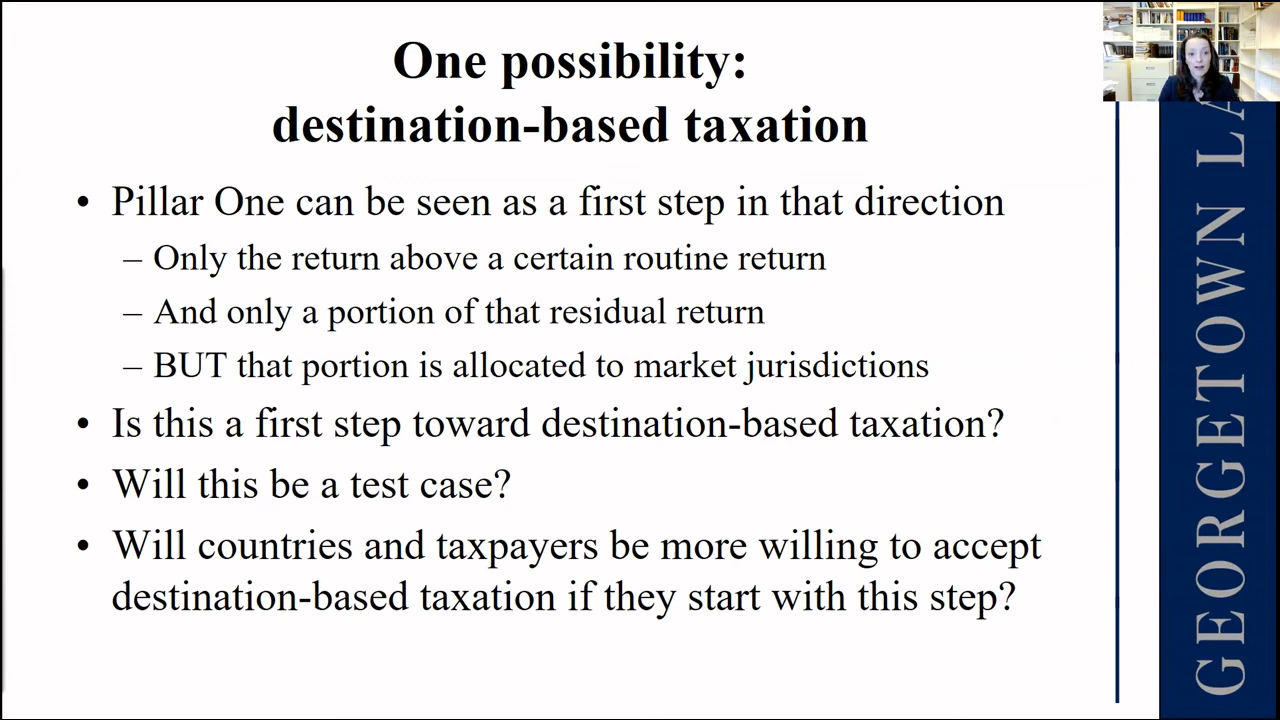 One possibility:
destination-based taxation
• Pillar One can be seen as a first step in that direction
– Only the return above a certain routine return
– And only a portion of that residual return
– BUT that portion is allocated to market jurisdictions
• Is this a first step toward destination-based taxation?
• Will this be a test case?
• Will countries and taxpayers be more willing to accept
destination-based taxation if they start with this step?
GEORGETOWN LA